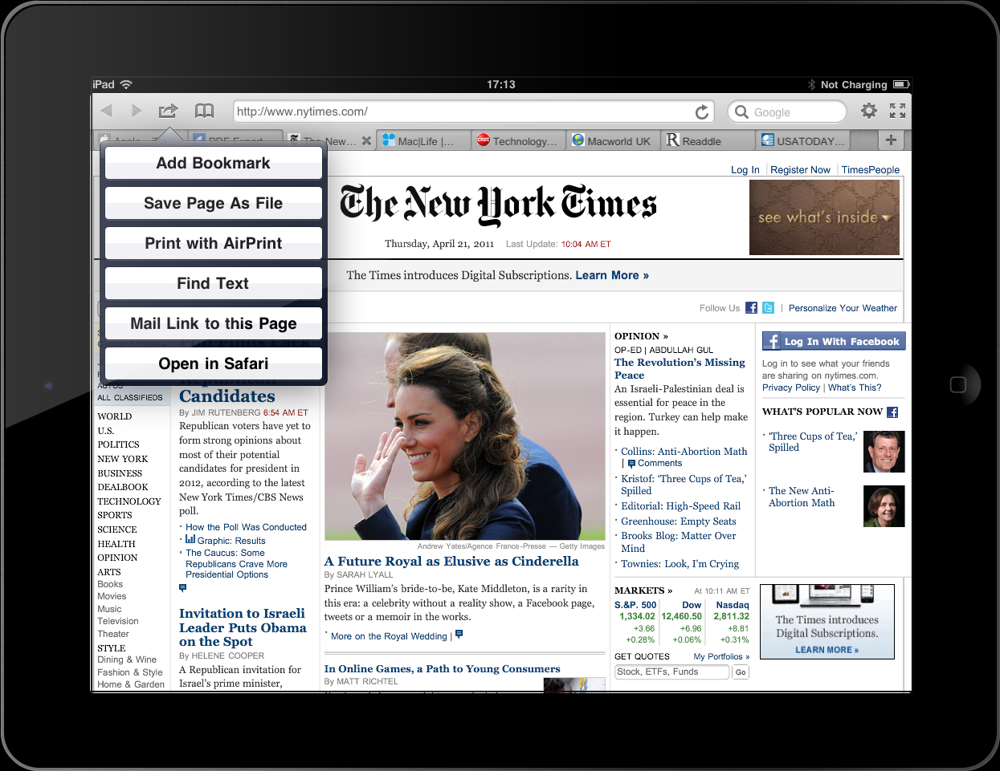 iPad
17:13
Not Charging
http://www.nytimes.com/
Google
The New...
Mac|Life |...
cnet
Technology...
Macworld UK
R Readdle
USATODAY...
Add Bookmark
Save Page As File
Print with AirPrint
Find Text
Mail Link to this Page
Open in Safari
Log In
Register Now
TimesPeople
The New York Times
see what's inside
Thursday, April 21, 2011 Last Update: 10:04 AM ET
The Times introduces Digital Subscriptions. Learn More »
Follow Us
Personalize Your Weather
AUTOS
ALL CLASSIFIEDS
WORLD
U.S.
POLITICS
NEW YORK
BUSINESS
DEALBOOK
TECHNOLOGY
SPORTS
SCIENCE
HEALTH
OPINION
ARTS
Books
Movies
Music
Television
Theater
STYLE
Dining & Wine
Fashion & Style
Home & Garden
Republican
Candidates
By JIM RUTENBERG 6:54 AM ET
Republican voters have yet to
form strong opinions about
most of their potential
candidates for president in
2012, according to the latest
New York Times/CBS News
poll.
How the Poll Was Conducted
Graphic: Results
The Caucus: Some
Republicans Crave More
Presidential Options
Invitation to Israeli
Leader Puts Obama
on the Spot
By HELENE COOPER
A Republican invitation for
Israel's prime minister,
Andrew Yates/Agence France-Presse — Getty Images
A Future Royal as Elusive as Cinderella
By SARAH LYALL
Prince William's bride-to-be, Kate Middleton, is a rarity in
this era: a celebrity without a reality show, a Facebook page,
tweets or a memoir in the works.
More on the Royal Wedding |
In Online Games, a Path to Young Consumers
By MATT RICHTEL
OPINION »
OP-ED | ABDULLAH GUL
The Revolution's Missing
Peace
An Israeli-Palestinian deal is
essential for peace in the
region. Turkey can help make
it happen.
Collins: Anti-Abortion Math
| Comments
Kristof: 'Three Cups of Tea,'
Spilled
Editorial: High-Speed Rail
Greenhouse: Empty Seats
Brooks Blog: Matter Over
Mind
Townies: Look, I'm Crying
MARKETS » At 10:11 AM ET
S.&P. 500 Dow Nasdaq
1,334.02 12,460.50 2,811.32
+3.66 +6.96 +8.81
+0.28% +0.06% +0.31%
GET QUOTES My Portfolios »
Stock, ETFs, Funds Go
Log In With Facebook
Log in to see what your friends
are sharing on nytimes.com.
Privacy Policy | What's This?
WHAT'S POPULAR NOW
'Three Cups of Tea,'
Spilled
The New Anti-
Abortion Math
The Times introduces
Digital Subscriptions.
LEARN MORE »